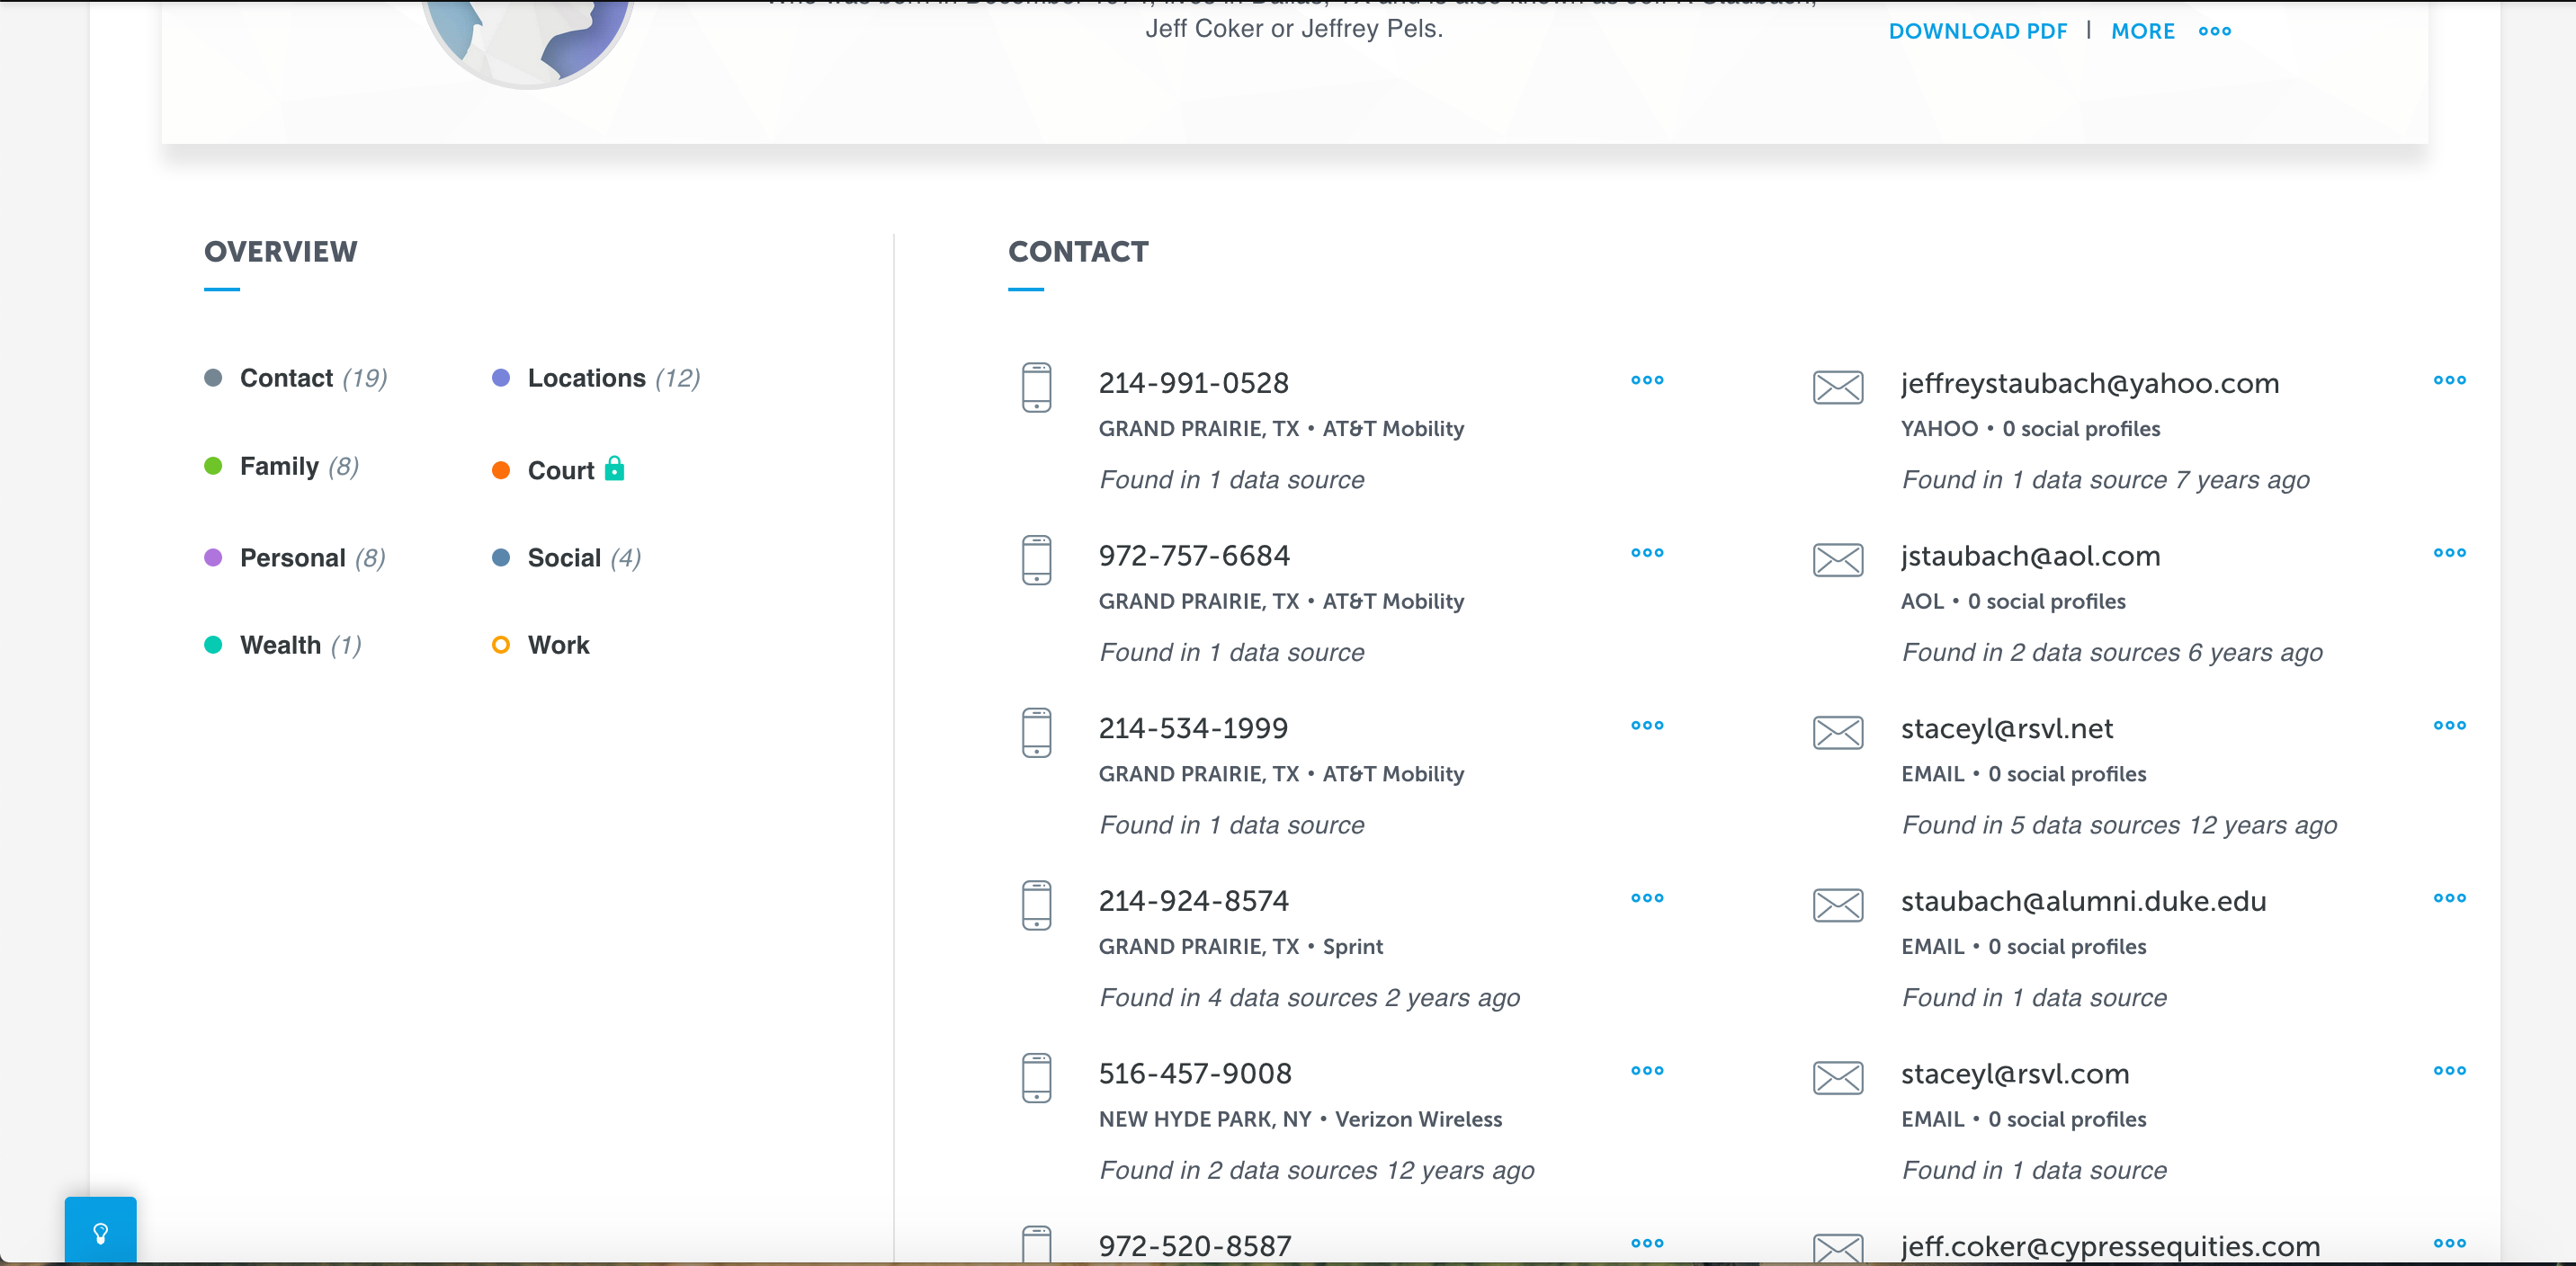 Jeff Coker or Jeffrey Pels.
DOWNLOAD PDF | MORE
OVERVIEW
Contact (19)
Locations (12)
Family (8)
Court
Personal (8)
Social (4)
Wealth (1)
Work
CONTACT
214-991-0528
GRAND PRAIRIE, TX • AT&T Mobility
Found in 1 data source
972-757-6684
GRAND PRAIRIE, TX • AT&T Mobility
Found in 1 data source
214-534-1999
GRAND PRAIRIE, TX • AT&T Mobility
Found in 1 data source
214-924-8574
GRAND PRAIRIE, TX • Sprint
Found in 4 data sources 2 years ago
516-457-9008
NEW HYDE PARK, NY • Verizon Wireless
Found in 2 data sources 12 years ago
972-520-8587
jeffreystaubach@yahoo.com
YAHOO • 0 social profiles
Found in 1 data source 7 years ago
jstaubach@aol.com
AOL • 0 social profiles
Found in 2 data sources 6 years ago
staceyl@rsvl.net
EMAIL • 0 social profiles
Found in 5 data sources 12 years ago
staubach@alumni.duke.edu
EMAIL • 0 social profiles
Found in 1 data source
staceyl@rsvl.com
EMAIL • 0 social profiles
Found in 1 data source
jeff.coker@cypressequities.com